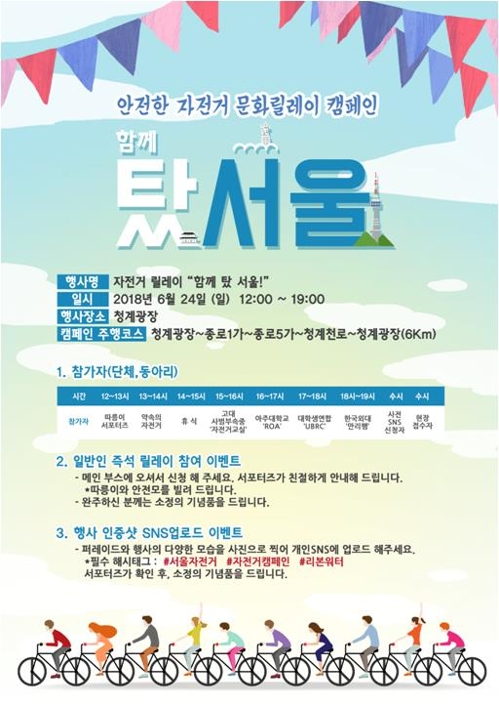 안전한 자전거 문화릴레이 캠페인
함께
탔서울
행사명 자전거 릴레이 "함께 탔 서울!"
일시 2018년 6월 24일 (일) 12:00 ~ 19:00
행사장소 청계광장
캠페인 주행코스 청계광장~종로1가~종로5가~청계천로~청계광장(6Km)
1. 참가자(단체,동아리)
시간 12~13시 13~14시 14~15시 15~16시 16~17시 17~18시 18시~19시 수시 수시
참가자 따릉이 서포터즈 약속의 자전거 휴 식 고대 사범부속중 '자전거교실' 아주대학교 'ROA' 대학생연합 'UBRC' 한국외대 '만리행' 사전 SNS 신청자 현장 접수자
2. 일반인 즉석 릴레이 참여 이벤트
- 메인 부스에 오셔서 신청 해 주세요. 서포터즈가 친절하게 안내해 드립니다.
*따릉이와 안전모를 빌려 드립니다.
- 완주하신 분께는 소정의 기념품을 드립니다.
3. 행사 인증샷 SNS업로드 이벤트
- 퍼레이드와 행사의 다양한 모습을 사진으로 찍어 개인SNS에 업로드 해주세요.
*필수 해시태그 : #서울자전거 #자전거캠페인 #리본워터
서포터즈가 확인 후, 소정의 기념품을 드립니다.